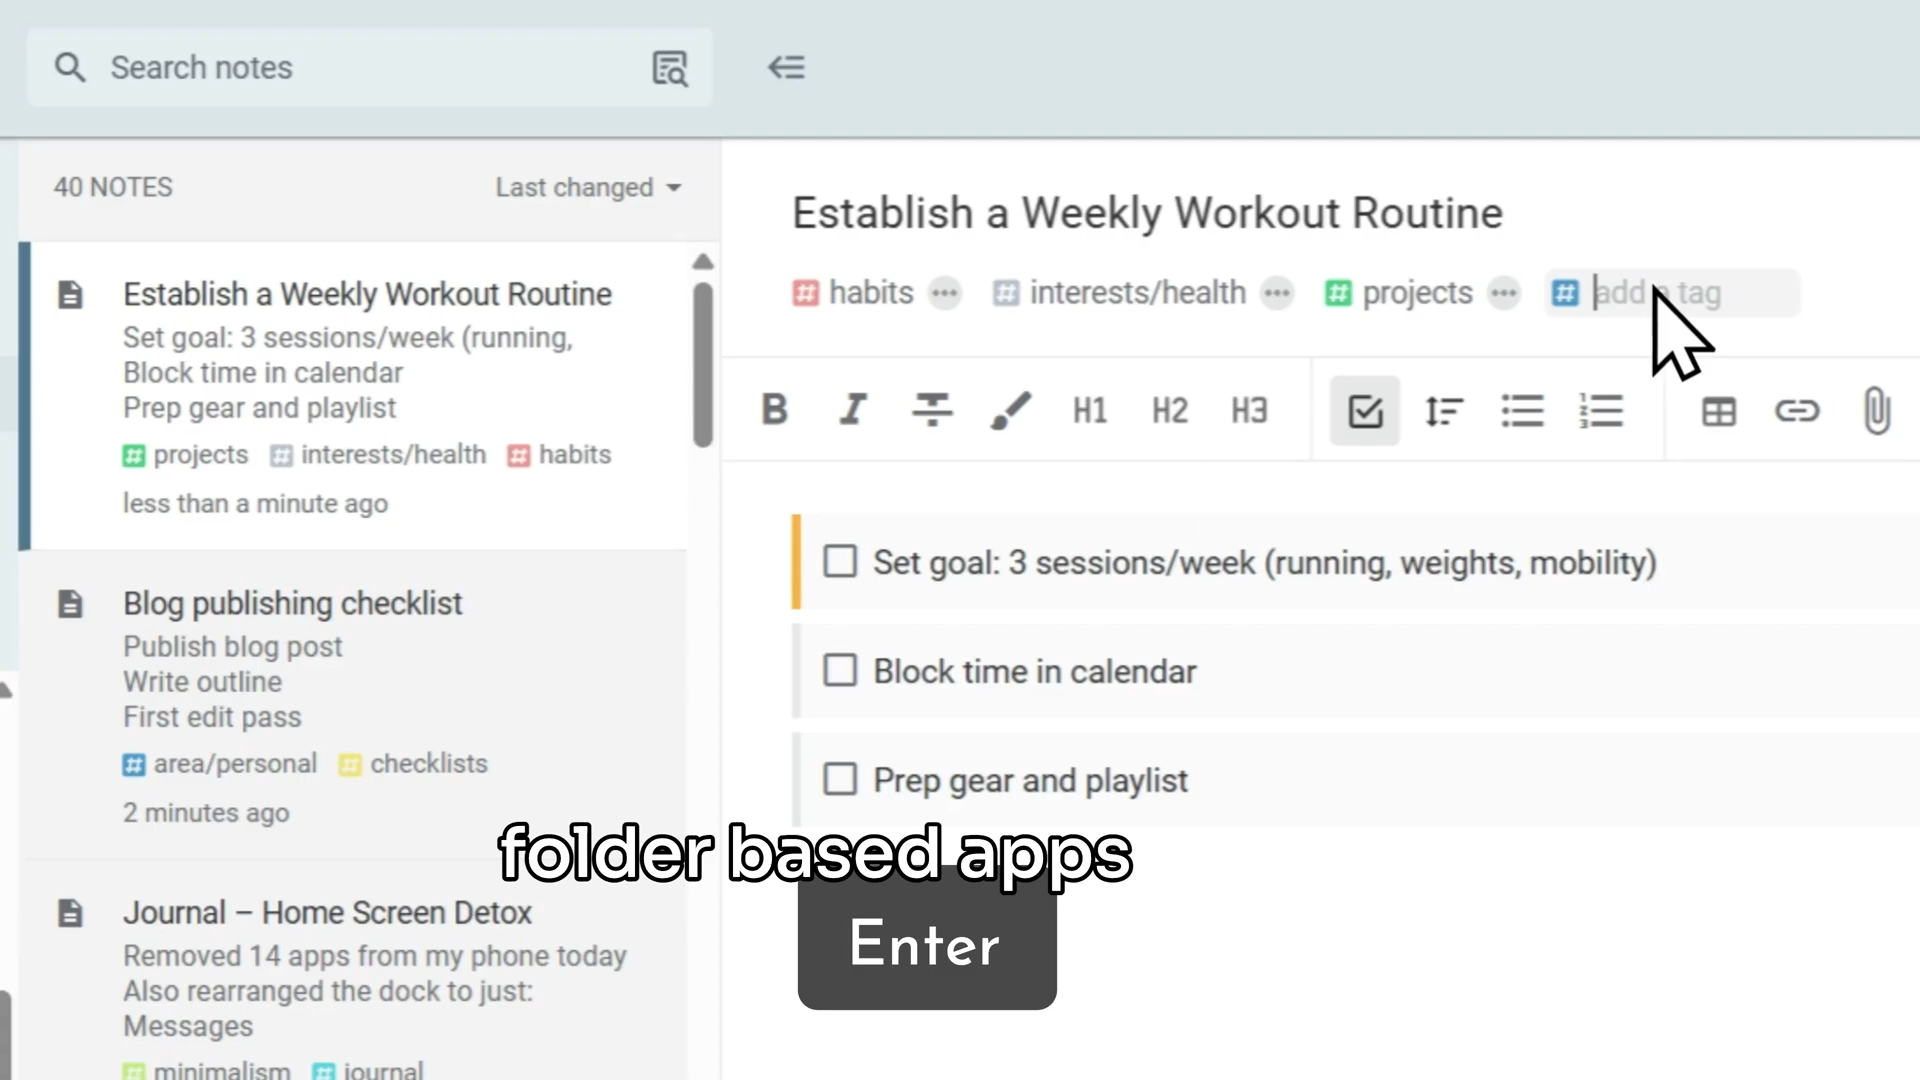 Search notes
40 NOTES
Last changed
Establish a Weekly Workout Routine
Set goal: 3 sessions/week (running,
Block time in calendar
Prep gear and playlist
projects interests/health habits
less than a minute ago
Blog publishing checklist
Publish blog post
Write outline
First edit pass
area/personal checklists
2 minutes ago
Journal – Home Screen Detox
Removed 14 apps from my phone today
Also rearranged the dock to just:
Messages
minimalism journal
Establish a Weekly Workout Routine
habits interests/health projects add a tag
B I T H1 H2 H3
Set goal: 3 sessions/week (running, weights, mobility)
Block time in calendar
Prep gear and playlist
folder based apps
Enter